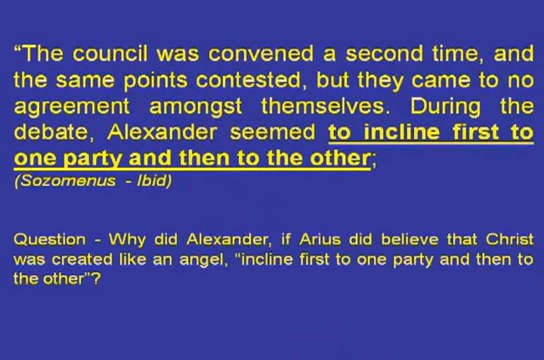 “The council was convened a second time, and
the same points contested, but they came to no
agreement amongst themselves. During the
debate, Alexander seemed to incline first to
one party and then to the other;
(Sozomenus - Ibid)
Question - Why did Alexander, if Arius did believe that Christ
was created like an angel, “incline first to one party and then to
the other”?